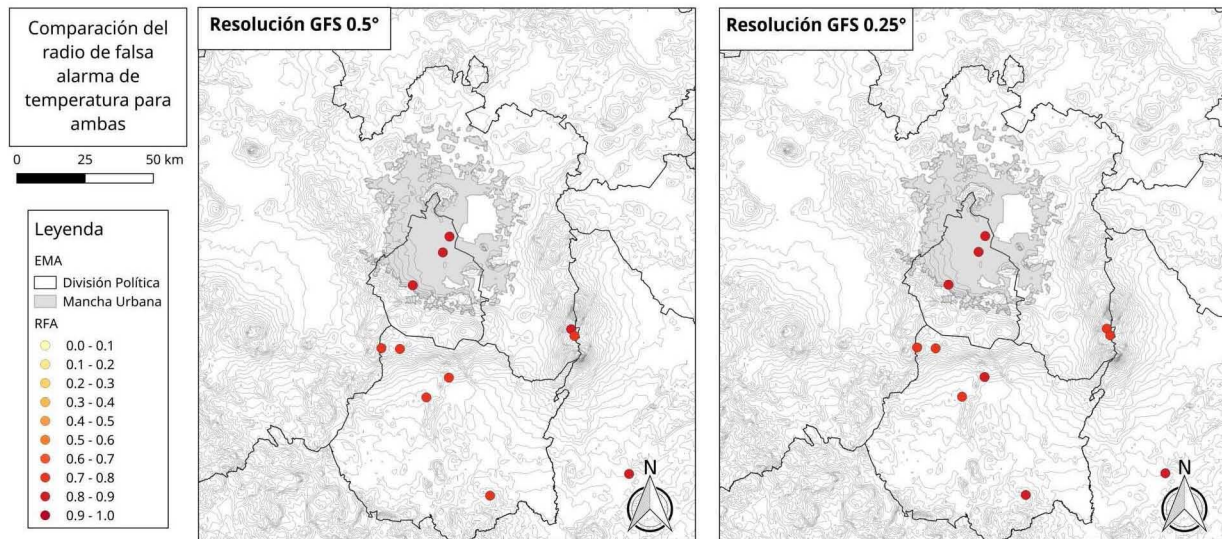 Comparación del
radio de falsa
alarma de
temperatura para
ambas
0 25 50 km
Leyenda
EMA
División Política
Mancha Urbana
RFA
0.0 - 0.1
0.1 - 0.2
0.2 - 0.3
0.3 - 0.4
0.4 - 0.5
0.5 - 0.6
0.6 - 0.7
0.7 - 0.8
0.8 - 0.9
0.9 - 1.0
Resolución GFS 0.5°
N
Resolución GFS 0.25°
N